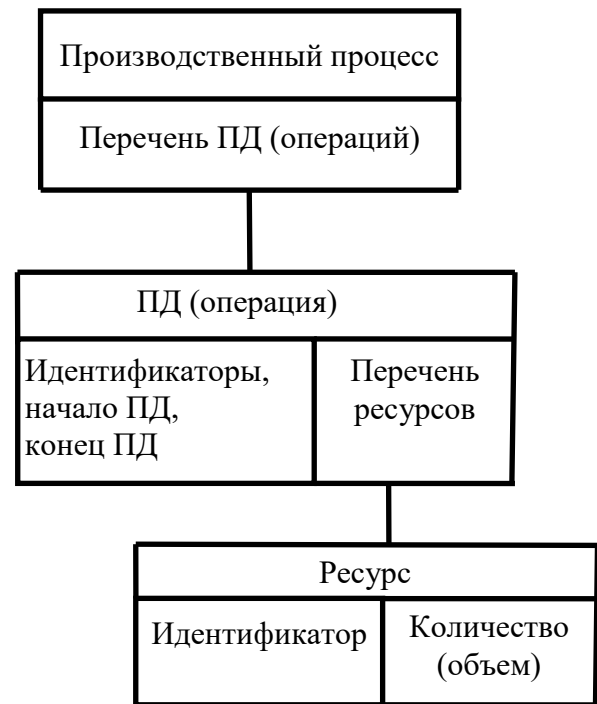 Производственный процесс
Перечень ПД (операций)
ПД (операция)
Идентификаторы,
начало ПД,
конец ПД
Перечень
ресурсов
Ресурс
Идентификатор
Количество
(объем)